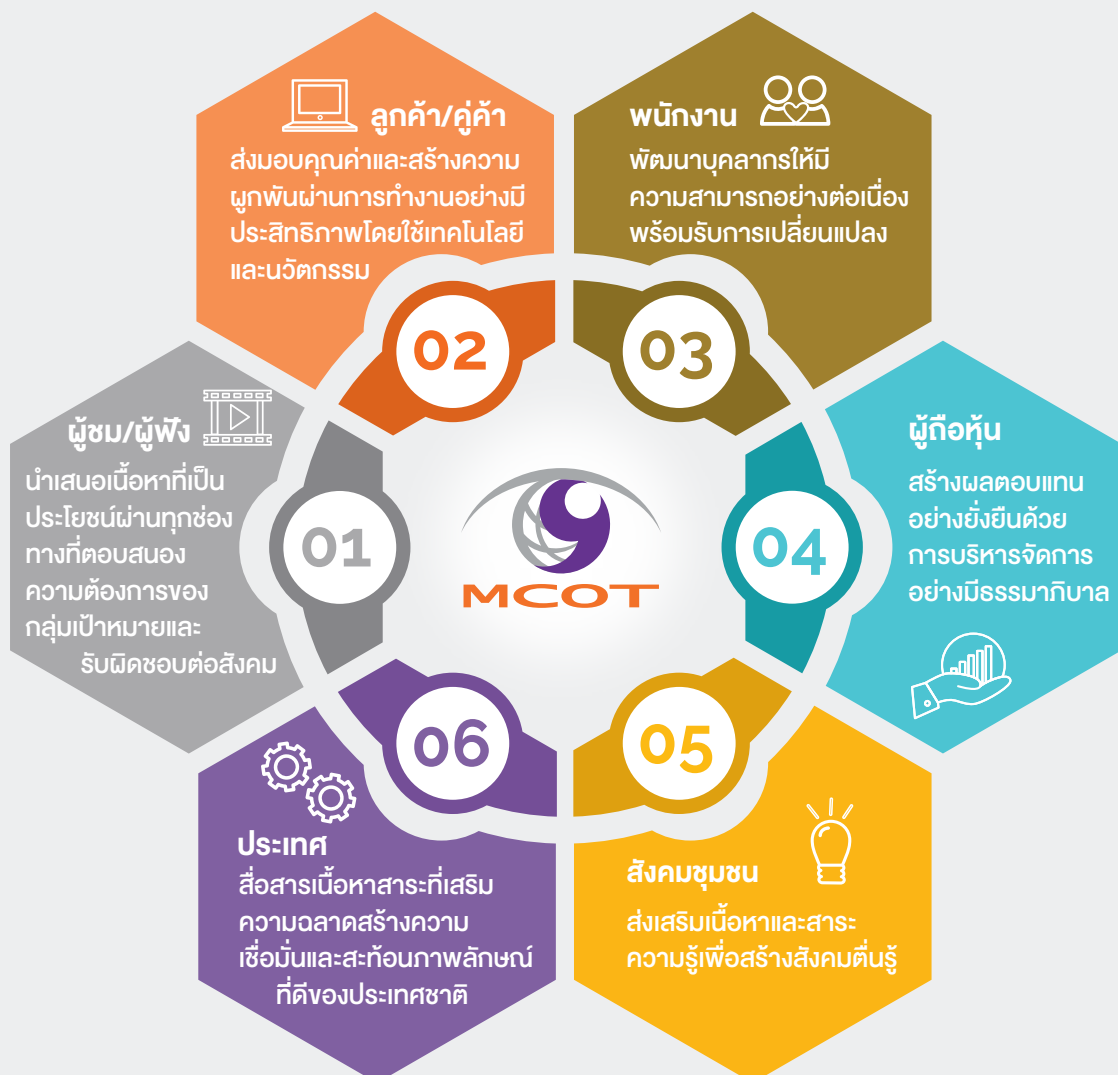 01
ผู้ชม/ผู้ฟัง
นำเสนอเนื้อหาที่เป็น
ประโยชน์ผ่านทุกช่อง
ทางที่ตอบสนอง
ความต้องการของ
กลุ่มเป้าหมายและ
รับผิดชอบต่อสังคม
02
ลูกค้า/คู่ค้า
ส่งมอบคุณค่าและสร้างความ
ผูกพันผ่านการทำงานอย่างมี
ประสิทธิภาพโดยใช้เทคโนโลยี
และนวัตกรรม
03
พนักงาน
พัฒนาบุคลากรให้มี
ความสามารถอย่างต่อเนื่อง
พร้อมรับการเปลี่ยนแปลง
04
ผู้ถือหุ้น
สร้างผลตอบแทน
อย่างยั่งยืนด้วย
การบริหารจัดการ
อย่างมีธรรมาภิบาล
05
สังคมชุมชน
ส่งเสริมเนื้อหาและสาระ
ความรู้เพื่อสร้างสังคมตื่นรู้
06
ประเทศ
สื่อสารเนื้อหาสาระที่เสริม
ความฉลาดสร้างความ
เชื่อมั่นและสะท้อนภาพลักษณ์
ที่ดีของประเทศชาติ
MCOT